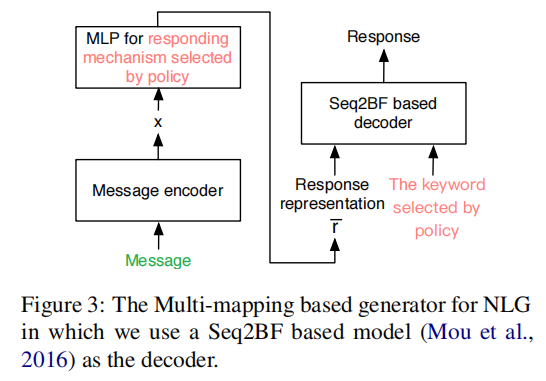 MLP for responding
mechanism selected
by policy
x
Message encoder
Message
Response
Seq2BF based
decoder
Response
representation
r̅
The keyword
selected by
policy
Figure 3: The Multi-mapping based generator for NLG
in which we use a Seq2BF based model (Mou et al.,
2016) as the decoder.